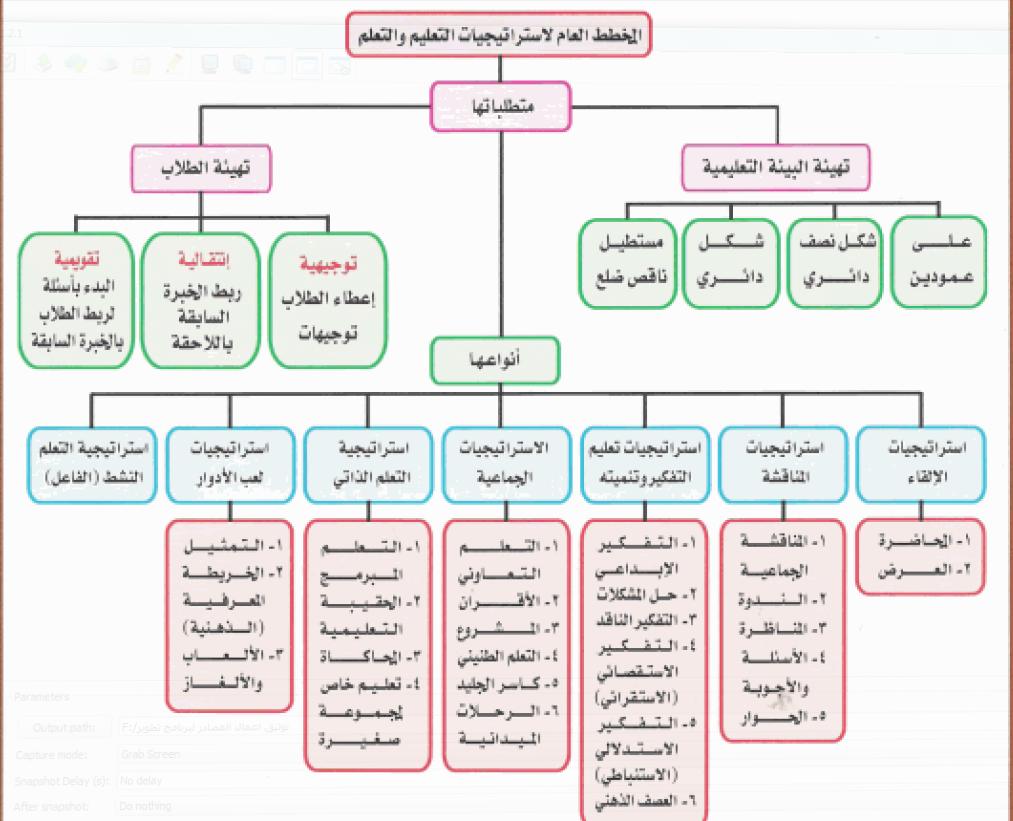 المخطط العام لاستراتيجيات التعليم والتعلم
متطلباتها
تهيئة البيئة التعليمية
على
عمودين
شكل نصف
دائري
شكل
دائري
مستطيل
ناقص ضلع
تهيئة الطلاب
توجيهية
إعطاء الطلاب
توجيهات
إنتقالية
ربط الخبرة
السابقة
باللاحقة
تقويمية
البدء بأسئلة
لربط الطلاب
بالخبرة السابقة
أنواعها
استراتيجيات
الإلقاء
١- المحاضرة
٢- العرض
استراتيجيات
المناقشة
١- المناقشة
الجماعية
٢- الندوة
٣- المناظرة
٤- الأسئلة
والأجوبة
٥- الحوار
استراتيجيات تعليم
التفكير وتنميته
١- التفكير
الإبداعي
٢- حل المشكلات
٣- التفكير الناقد
٤- التفكير
الاستقصائي
(الاستقرائي)
٥- التفكير
الاستدلالي
(الاستنباطي)
٦- العصف الذهني
الاستراتيجيات
الجماعية
١- التعلم
التعاوني
٢- الأقران
٣- المشروع
٤- التعلم الطنيني
٥- كاسر الجليد
٦- الرحلات
الميدانية
استراتيجية
التعلم الذاتي
١- التعلم
المبرمج
٢- الحقيبة
التعليمية
٣- المحاكاة
٤- تعليم خاص
لمجموعة
صغيرة
استراتيجيات
لعب الأدوار
١- التمثيل
٢- الخريطة
المعرفية
(الذهنية)
٣- الألعاب
والألغاز
استراتيجية التعلم
النشط (الفاعل)
Parameters
Output path:
Capture mode: Grab Screen
Snapshot Delay (s): No delay
After snapshot: Do nothing